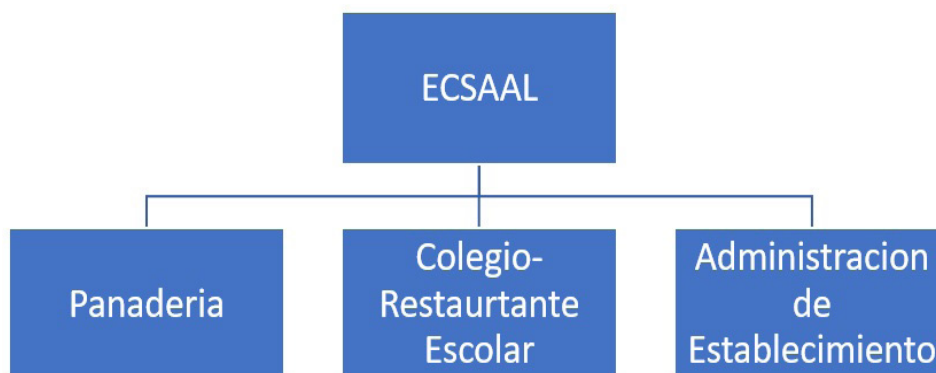 ECSAAL
Panaderia
Colegio-
Restaurtante
Escolar
Administracion
de
Establecimiento